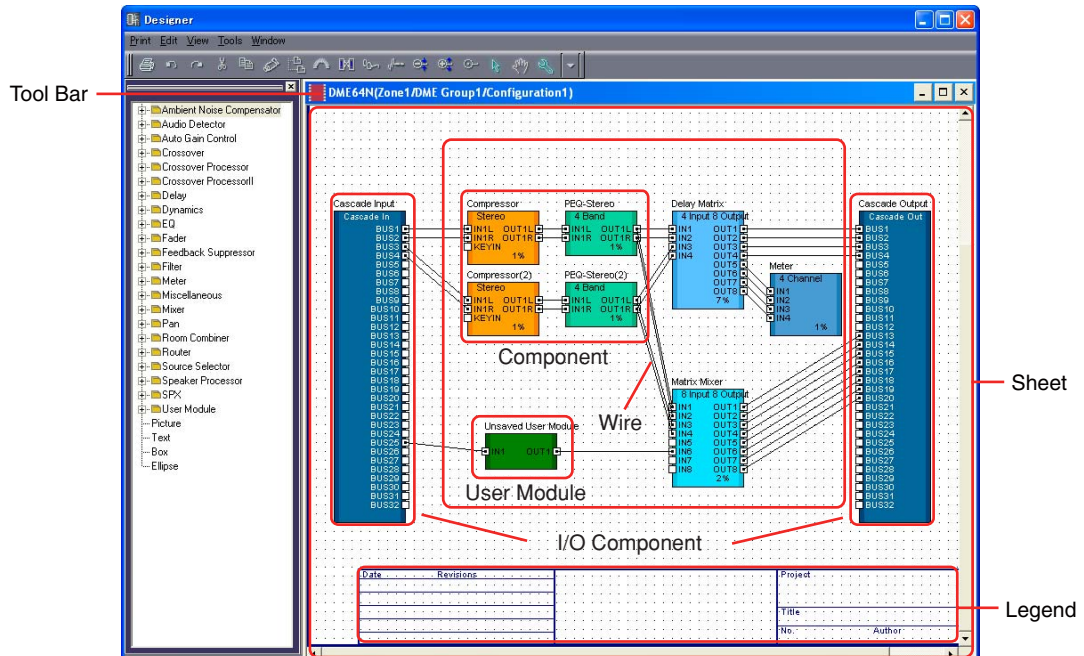 Designer
Print Edit View Tools Window
Tool Bar
DME64N(Zone1/DME Group1/Configuration1)
Ambient Noise Compensator
Audio Detector
Auto Gain Control
Crossover
Crossover Processor
Crossover ProcessorII
Delay
Dynamics
EQ
Fader
Feedback Suppressor
Filter
Meter
Miscellaneous
Mixer
Pan
Room Combiner
Router
Source Selector
Speaker Processor
SPX
User Module
Picture
Text
Box
Ellipse
Cascade Input
Cascade In
BUS1
BUS2
BUS3
BUS4
BUS5
BUS6
BUS7
BUS8
BUS9
BUS10
BUS11
BUS12
BUS13
BUS14
BUS15
BUS16
BUS17
BUS18
BUS19
BUS20
BUS21
BUS22
BUS23
BUS24
BUS25
BUS26
BUS27
BUS28
BUS29
BUS30
BUS31
BUS32
Compressor
Stereo
IN1L OUT1L
IN1R OUT1R
KEYIN
1%
PEQ-Stereo
4 Band
IN1L OUT1L
IN1R OUT1R
1%
Compressor(2)
Stereo
IN1L OUT1L
IN1R OUT1R
KEYIN
1%
PEQ-Stereo(2)
4 Band
IN1L OUT1L
IN1R OUT1R
1%
Component
Delay Matrix
4 Input 8 Output
IN1 OUT1
IN2 OUT2
IN3 OUT3
IN4 OUT4
OUT5
OUT6
OUT7
OUT8
7%
Meter
4 Channel
IN1
IN2
IN3
IN4
1%
Wire
Matrix Mixer
8 Input 8 Output
IN1 OUT1
IN2 OUT2
IN3 OUT3
IN4 OUT4
IN5 OUT5
IN6 OUT6
IN7 OUT7
IN8 OUT8
2%
Unsaved User Module
IN1 OUT1
User Module
Cascade Output
Cascade Out
BUS1
BUS2
BUS3
BUS4
BUS5
BUS6
BUS7
BUS8
BUS9
BUS10
BUS11
BUS12
BUS13
BUS14
BUS15
BUS16
BUS17
BUS18
BUS19
BUS20
BUS21
BUS22
BUS23
BUS24
BUS25
BUS26
BUS27
BUS28
BUS29
BUS30
BUS31
BUS32
Sheet
I/O Component
Date Revisions
Project
Title
No. Author
Legend